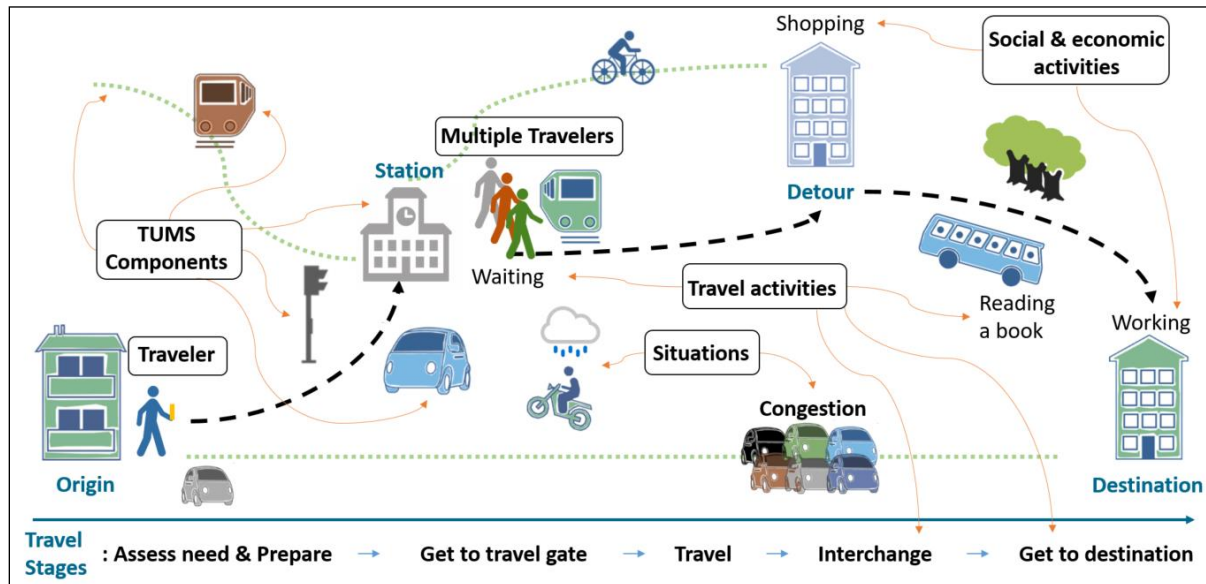 Shopping
Social & economic
activities
Multiple Travelers
Station
Detour
TUMS
Components
Waiting
Travel activities
Reading
a book
Working
Traveler
Situations
Congestion
Origin
Destination
Travel
Stages : Assess need & Prepare Get to travel gate Travel Interchange Get to destination